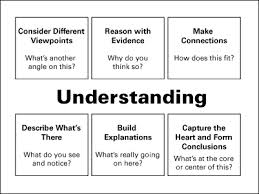 Consider Different
Viewpoints
What's another
angle on this?
Reason with
Evidence
Why do you
think so?
Make
Connections
How does this fit?
Understanding
Describe What's
There
What do you see
and notice?
Build
Explanations
What's really going
on here?
Capture the
Heart and Form
Conclusions
What's at the core
or center of this?